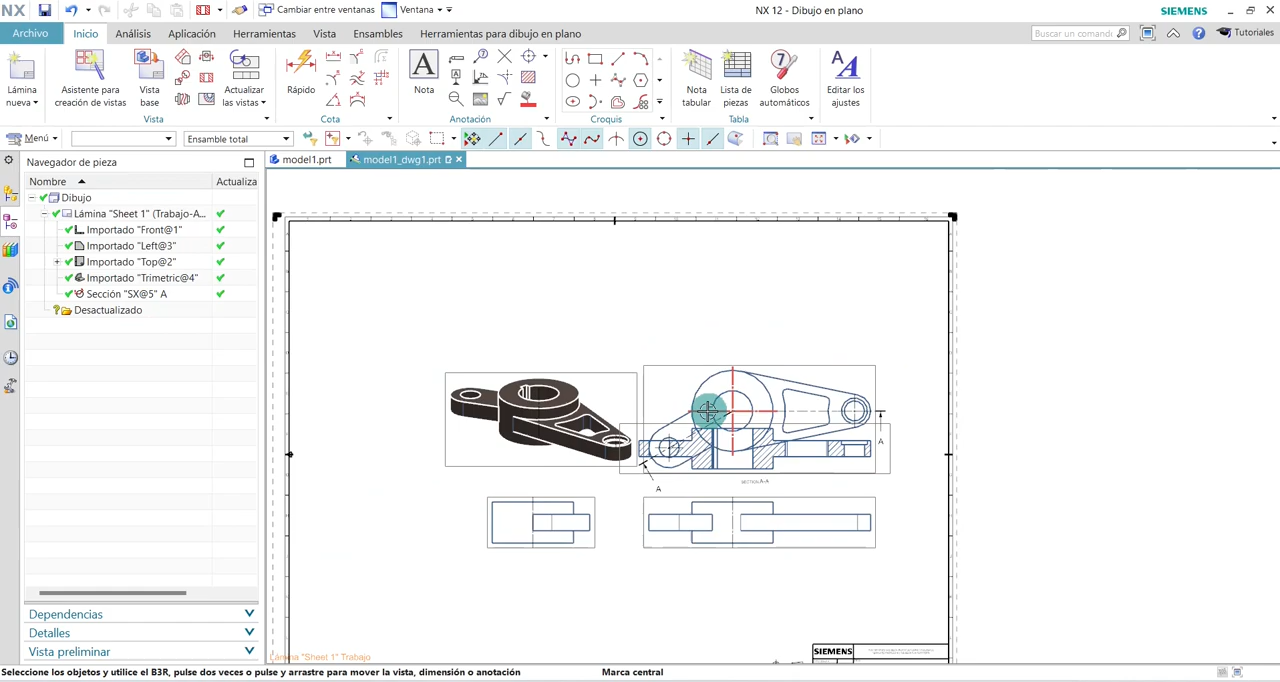 NX
Cambiar entre ventanas
Ventana
NX 12 - Dibujo en plano
SIEMENS
Archivo
Inicio
Análisis
Aplicación
Herramientas
Vista
Ensambles
Herramientas para dibujo en plano
Buscar un comando
Tutoriales
Lámina nueva
Asistente para creación de vistas
Vista base
Actualizar las vistas
Rápido
Nota
Nota tabular
Lista de piezas
Globos automáticos
Editar los ajustes
Vista
Cota
Anotación
Croquis
Tabla
Menú
Ensamble total
Navegador de pieza
model1.prt
model1_dwg1.prt
Nombre
Actualiza
Dibujo
Lámina "Sheet 1" (Trabajo-A...
Importado "Front@1"
Importado "Left@3"
Importado "Top@2"
Importado "Trimetric@4"
Sección "SX@5" A
Desactualizado
A
A
SECTION A-A
Dependencias
Detalles
Vista preliminar
SIEMENS
Lámina "Sheet 1" Trabajo
Seleccione los objetos y utilice el B3R, pulse dos veces o pulse y arrastre para mover la vista, dimensión o anotación
Marca central